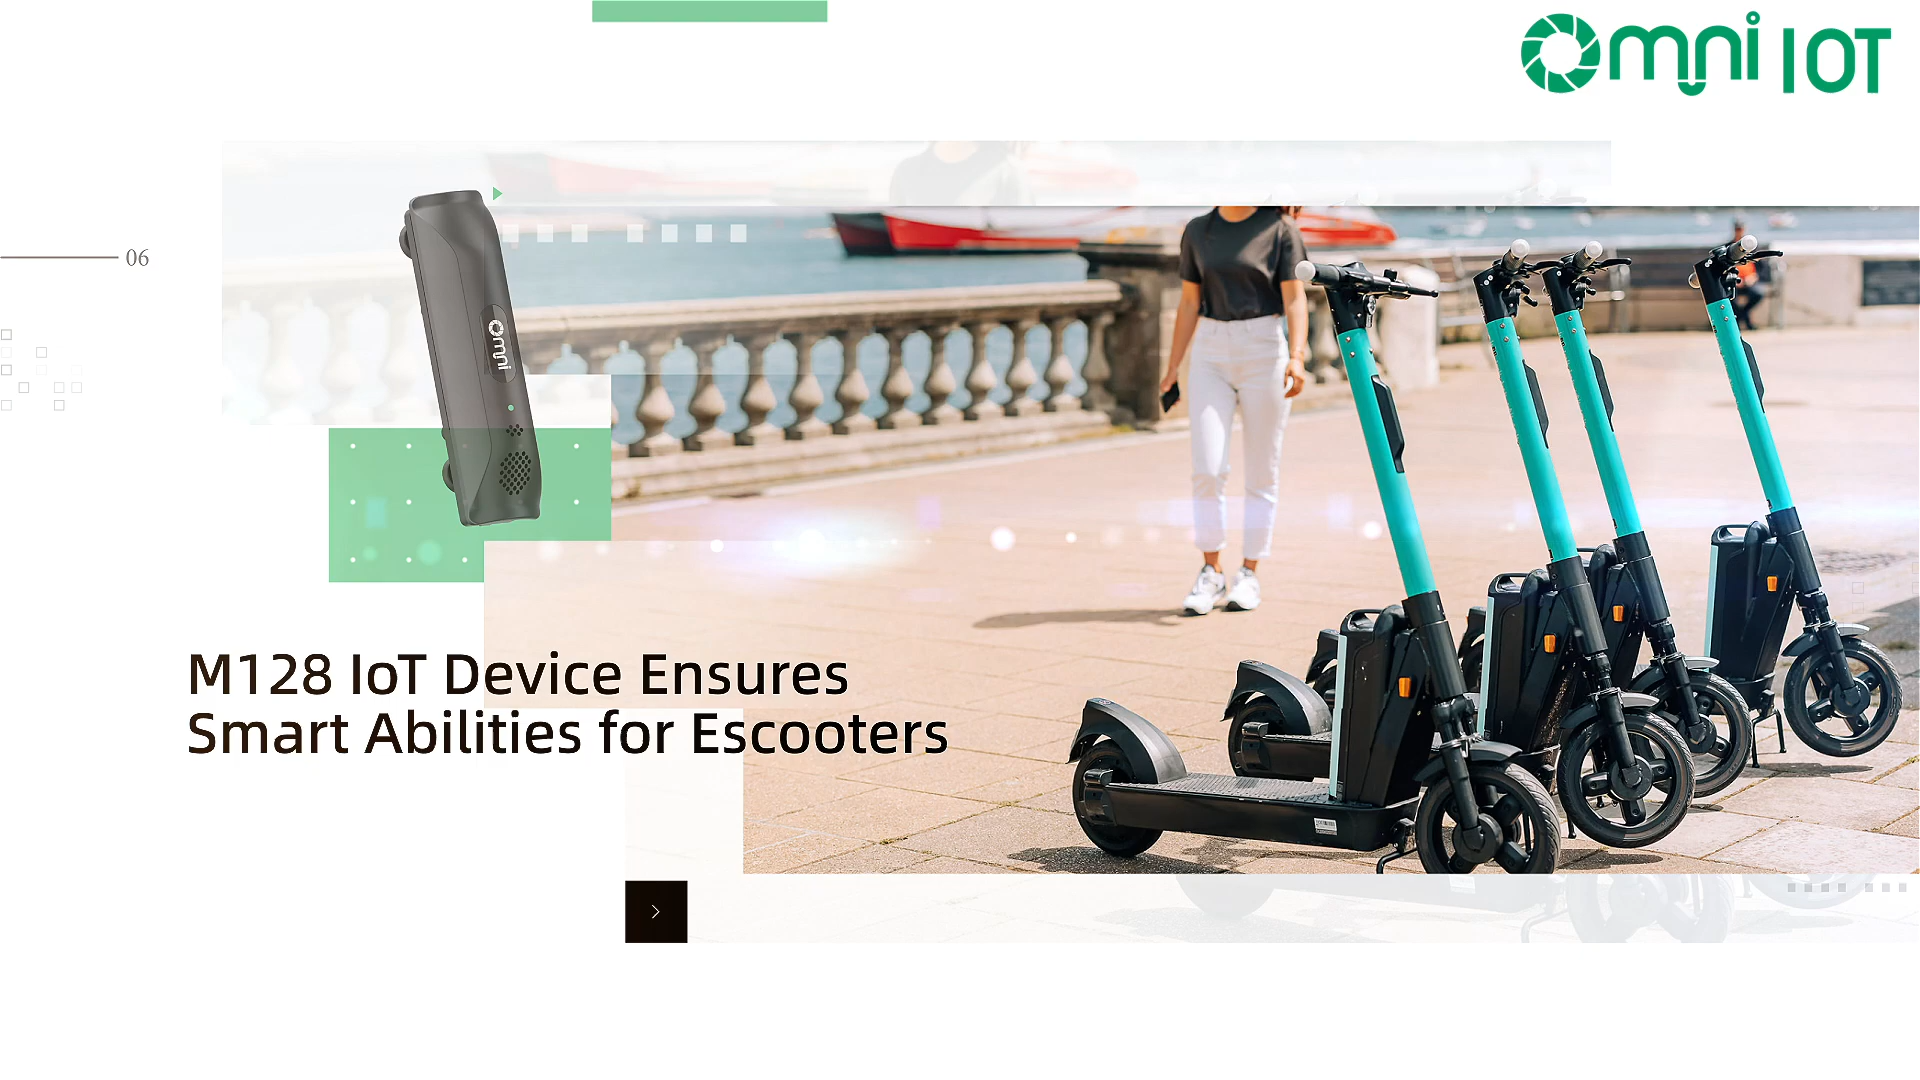 Omni IOT
06
Omni
M128 IoT Device Ensures
Smart Abilities for Escooters